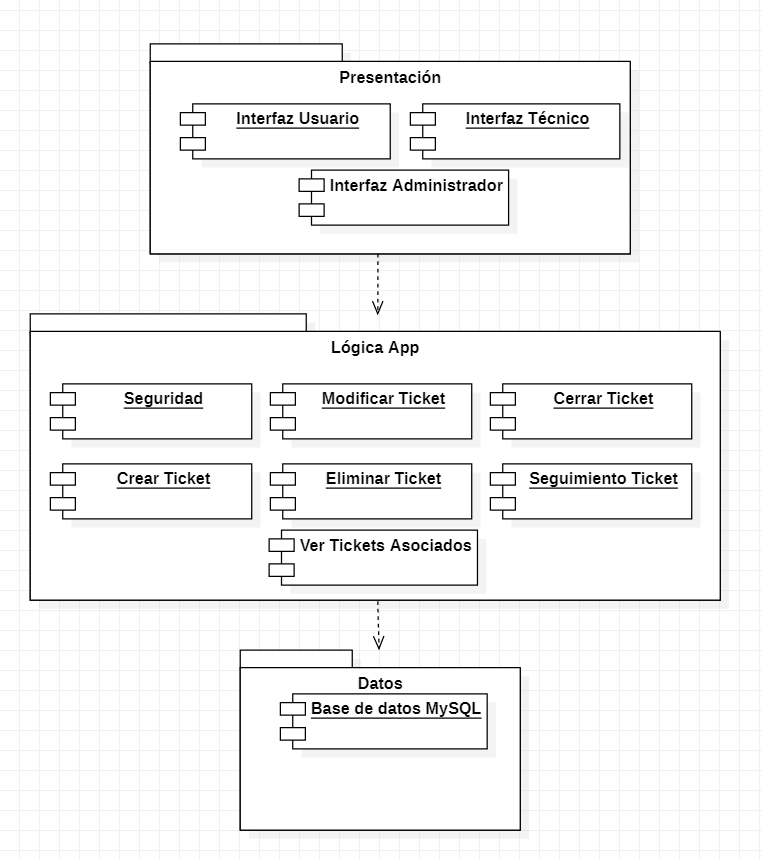 Presentación
Interfaz Usuario
Interfaz Técnico
Interfaz Administrador
Lógica App
Seguridad
Modificar Ticket
Cerrar Ticket
Crear Ticket
Eliminar Ticket
Seguimiento Ticket
Ver Tickets Asociados
Datos
Base de datos MySQL